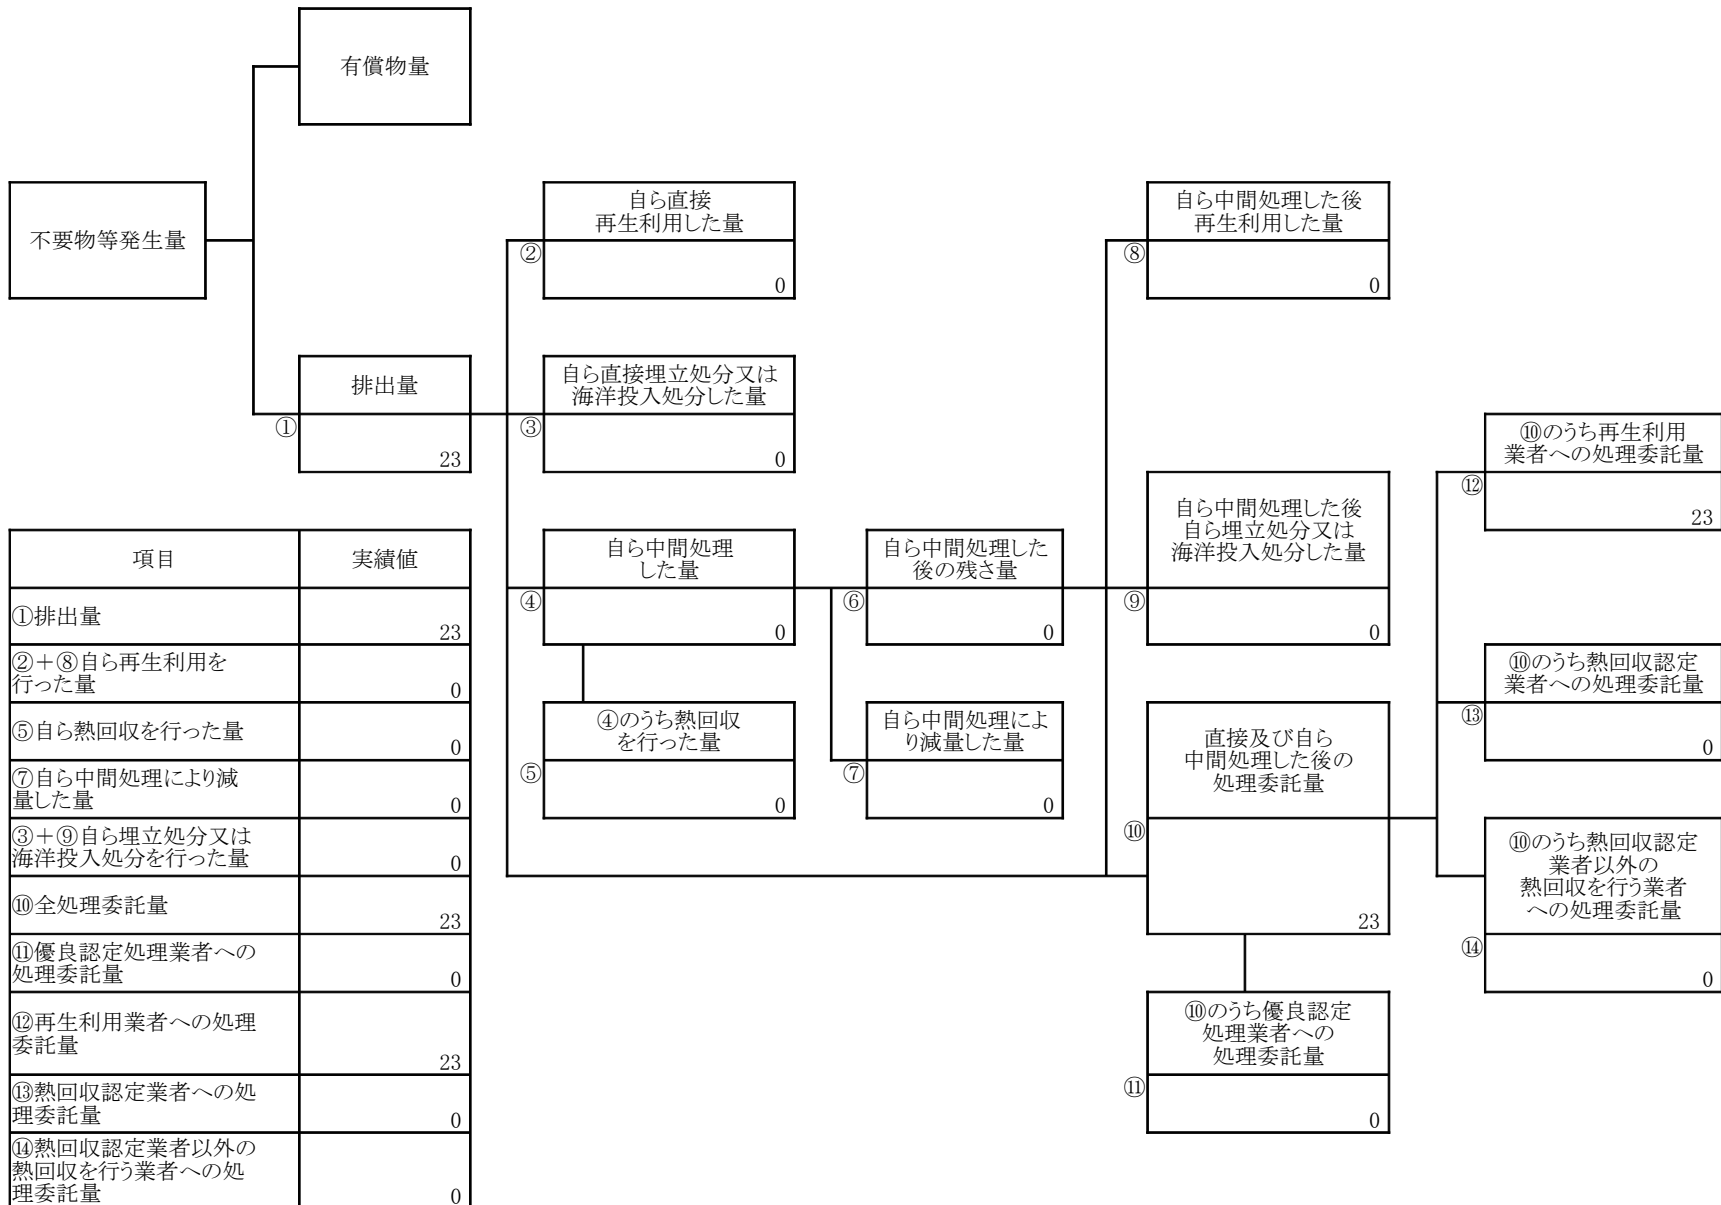 有償物量
不要物等発生量
自ら直接
再生利用した量
②
0
自ら中間処理した後
再生利用した量
⑧
0
排出量
①
23
自ら直接埋立処分又は
海洋投入処分した量
③
0
⑩のうち再生利用
業者への処理委託量
⑫
23
自ら中間処理
した量
④
0
自ら中間処理した
後の残さ量
⑥
0
自ら中間処理した後
自ら埋立処分又は
海洋投入処分した量
⑨
0
⑩のうち熱回収認定
業者への処理委託量
⑬
0
④のうち熱回収
を行った量
⑤
0
自ら中間処理によ
り減量した量
⑦
0
直接及び自ら
中間処理した後の
処理委託量
⑩
23
⑩のうち熱回収認定
業者以外の
熱回収を行う業者
への処理委託量
⑭
0
⑩のうち優良認定
処理業者への
処理委託量
⑪
0
項目 実績値
①排出量
23
②+⑧自ら再生利用を
行った量
0
⑤自ら熱回収を行った量
0
⑦自ら中間処理により減
量した量
0
③+⑨自ら埋立処分又は
海洋投入処分を行った量
0
⑩全処理委託量
23
⑪優良認定処理業者への
処理委託量
0
⑫再生利用業者への処理
委託量
23
⑬熱回収認定業者への処
理委託量
0
⑭熱回収認定業者以外の
熱回収を行う業者への処
理委託量
0